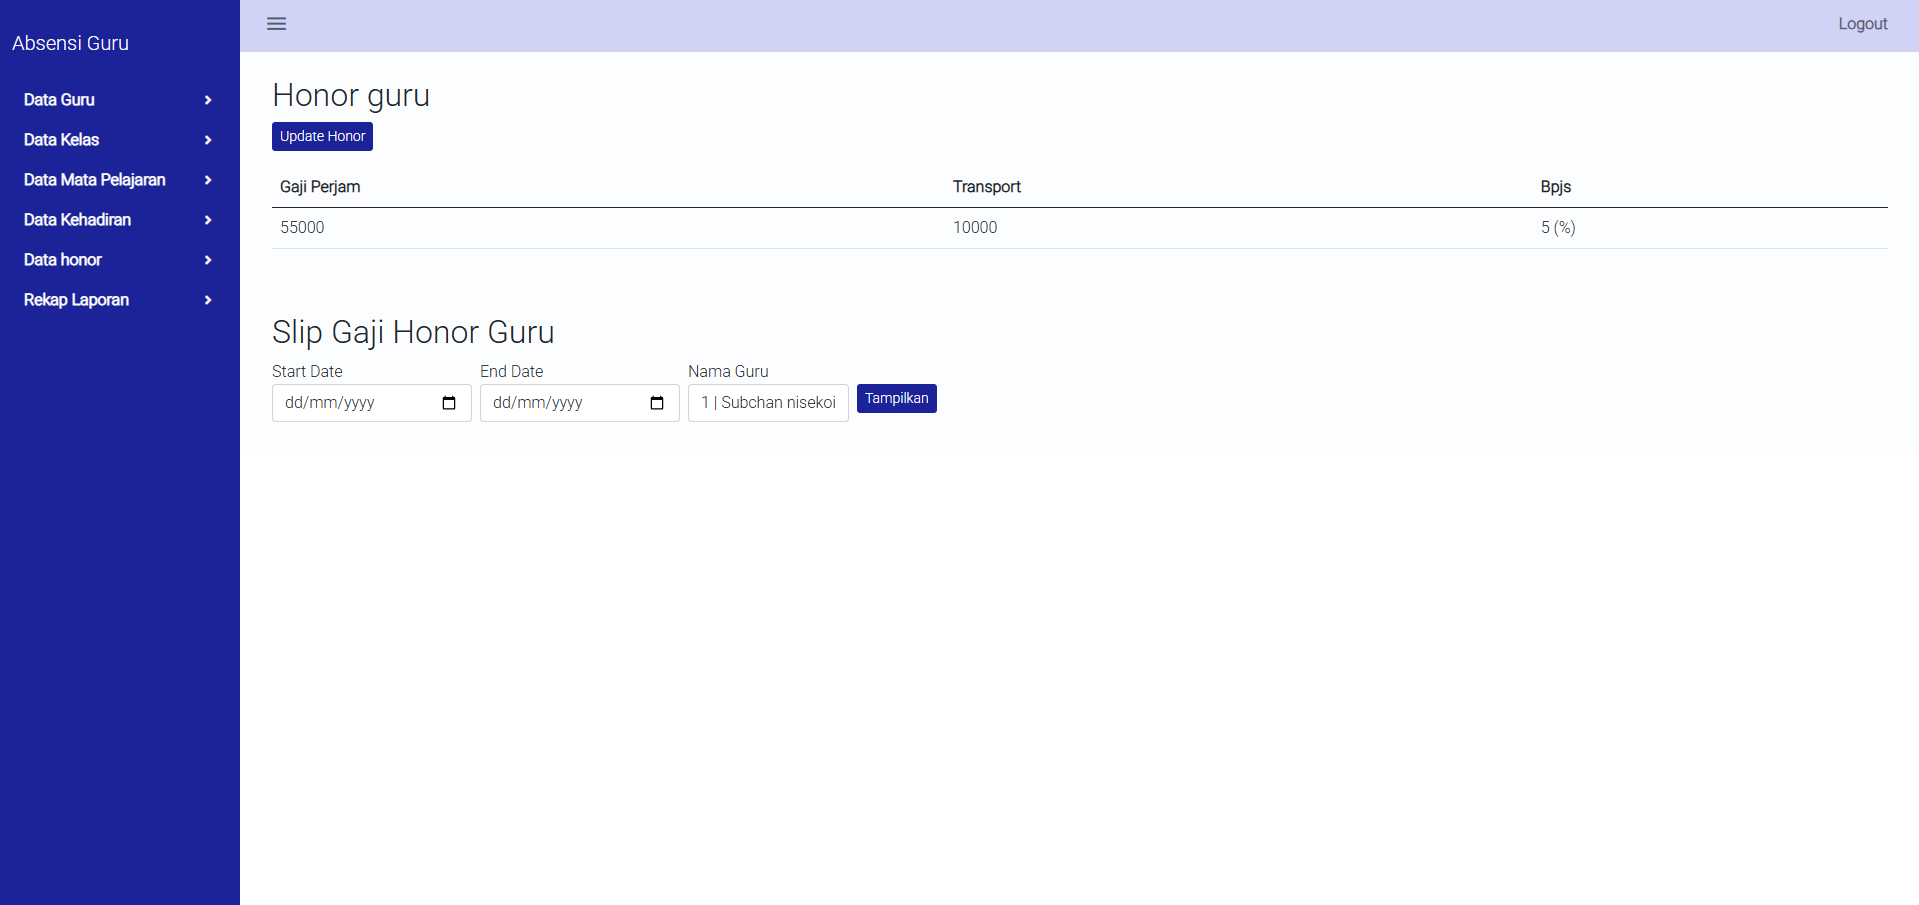 Absensi Guru
Data Guru
Data Kelas
Data Mata Pelajaran
Data Kehadiran
Data honor
Rekap Laporan
Logout
Honor guru
Update Honor
Gaji Perjam Transport Bpjs
55000 10000 5 (%)
Slip Gaji Honor Guru
Start Date End Date Nama Guru
dd/mm/yyyy dd/mm/yyyy 1 | Subchan nisekoi Tampilkan